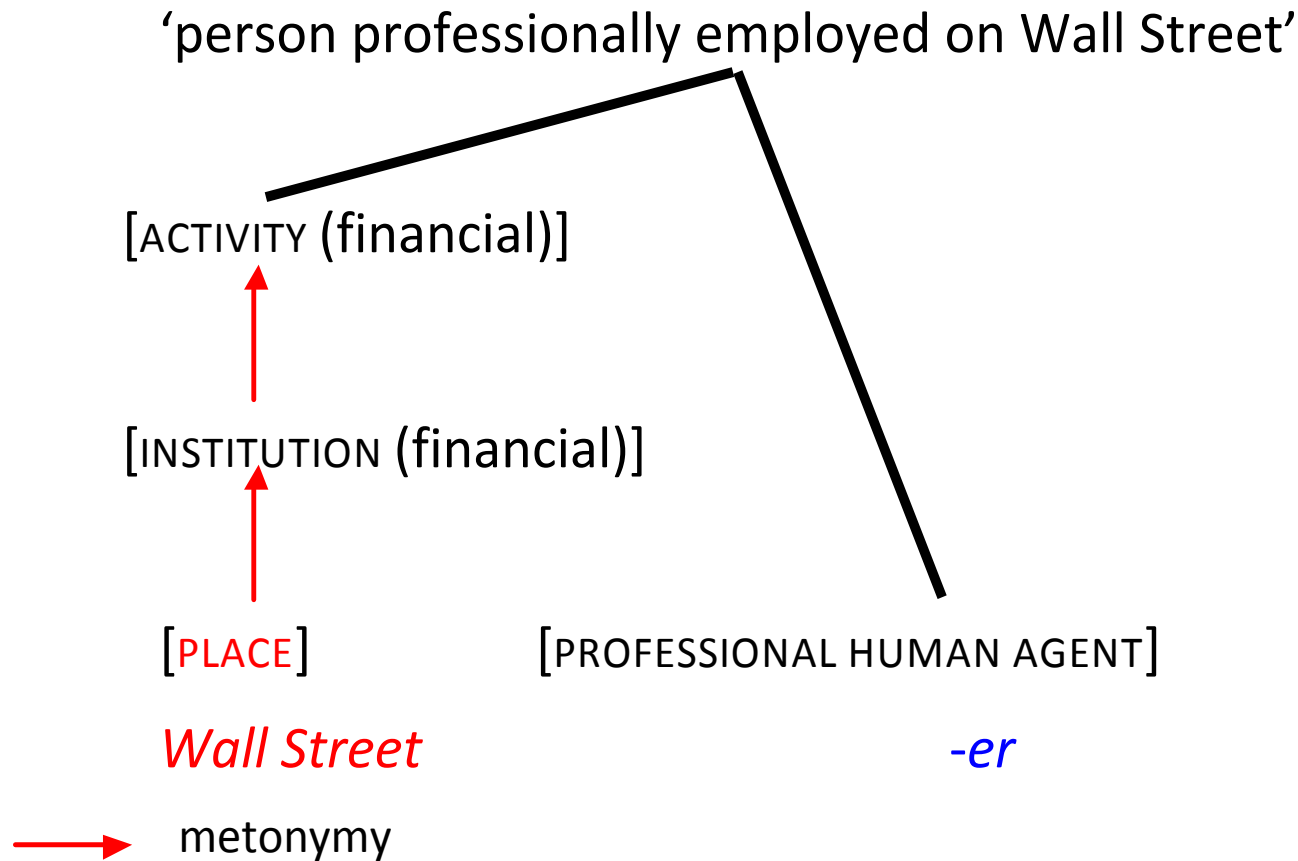 ‘person professionally employed on Wall Street’
[ACTIVITY (financial)]
[INSTITUTION (financial)]
[PLACE] [PROFESSIONAL HUMAN AGENT]
Wall Street -er
metonymy